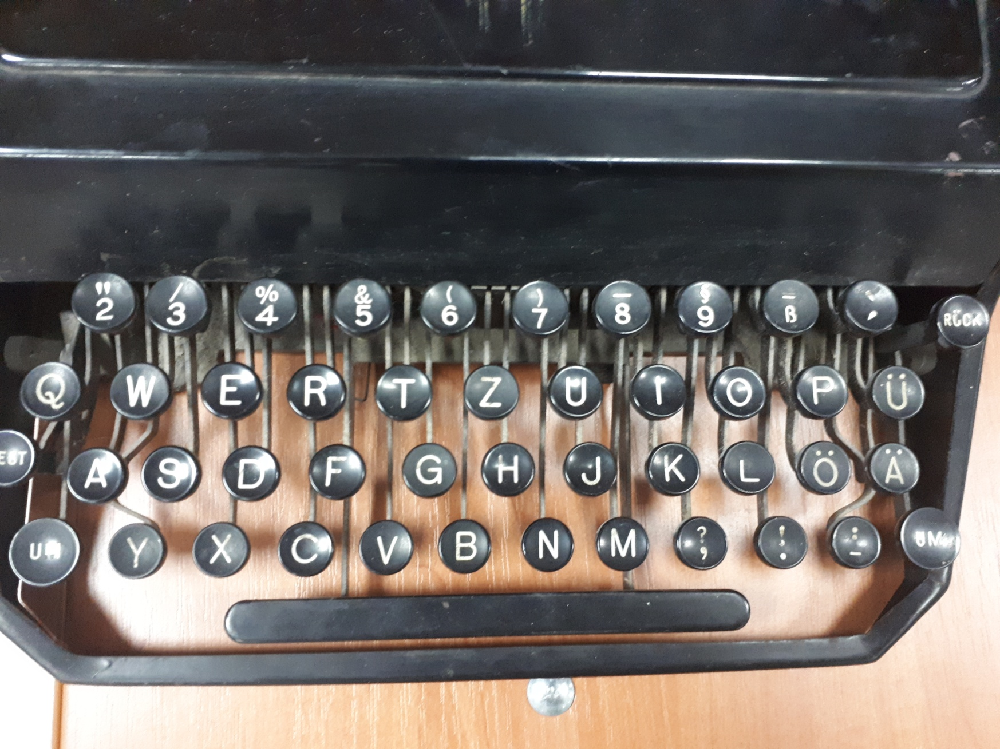 " / % & ( ) _ § —
2 3 4 5 6 7 8 9 ß RÜCK
Q W E R T Z U I O P Ü
A S D F G H J K L Ö Ä
? ! :
UM Y X C V B N M , . - UM